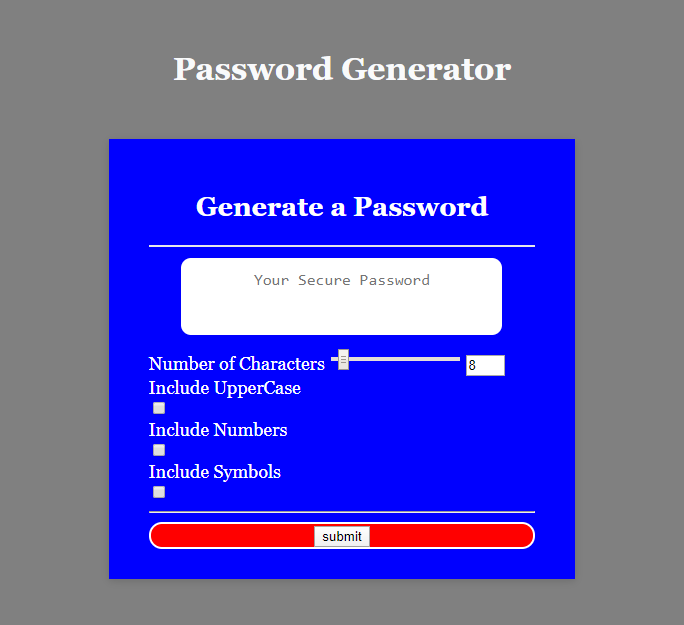 Password Generator
Generate a Password
Your Secure Password
Number of Characters 8
Include UpperCase
Include Numbers
Include Symbols
submit